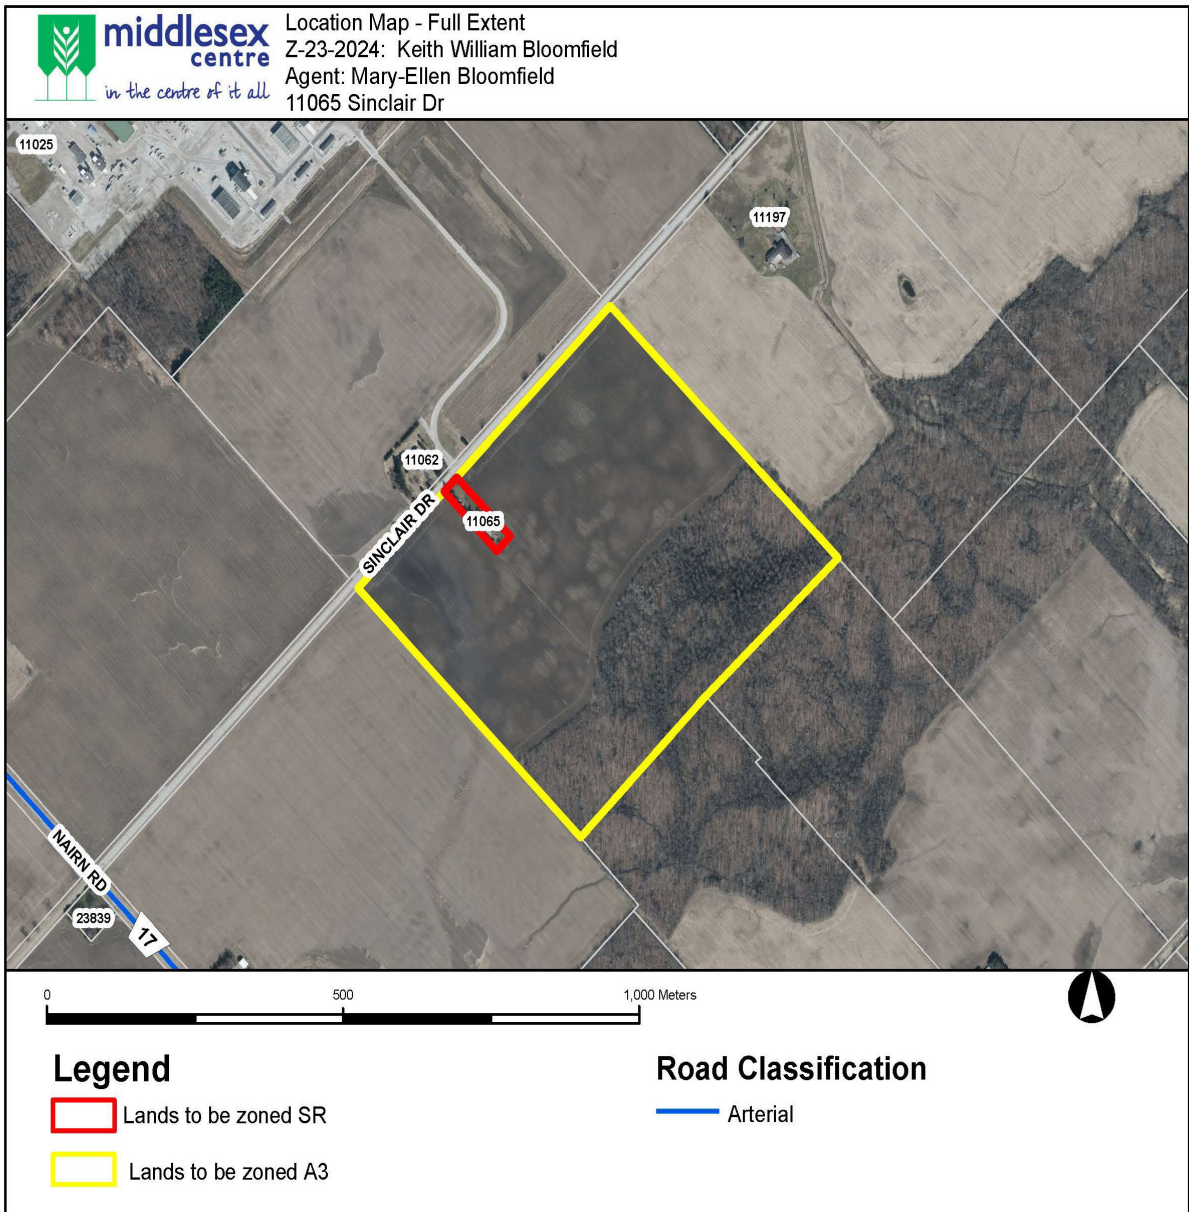 middlesex
centre
in the centre of it all
Location Map - Full Extent
Z-23-2024: Keith William Bloomfield
Agent: Mary-Ellen Bloomfield
11065 Sinclair Dr
11025
11197
11062
11065
SINCLAIR DR
NAIRN RD
23839
17
0 500 1,000 Meters
Legend
Lands to be zoned SR
Lands to be zoned A3
Road Classification
Arterial